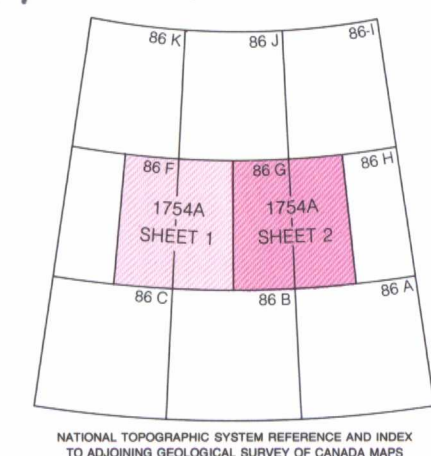 86 K
86 J
86-I
86 F
86 G
86 H
1754A
SHEET 1
1754A
SHEET 2
86 C
86 B
86 A
NATIONAL TOPOGRAPHIC SYSTEM REFERENCE AND INDEX
TO ADJOINING GEOLOGICAL SURVEY OF CANADA MAPS